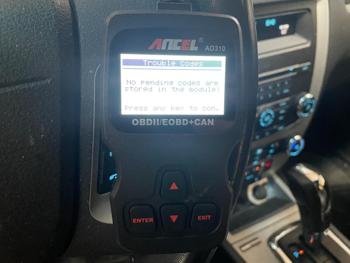 ANCEL AD310
Trouble Codes
No pending codes are
stored in the module!
Press any key to con.
OBDII/EOBD+CAN
ENTER
EXIT